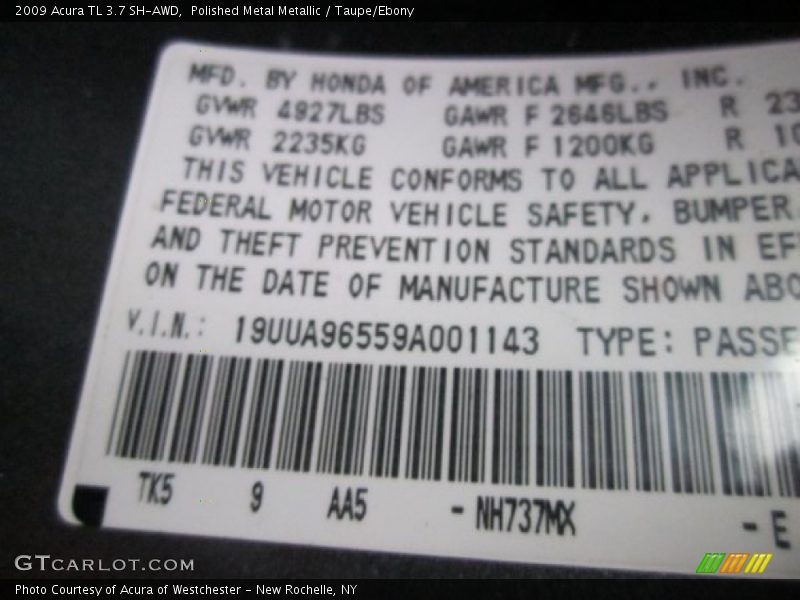 2009 Acura TL 3.7 SH-AWD,  Polished Metal Metallic / Taupe/Ebony
MFD. BY HONDA OF AMERICA MFG., INC.
GVWR 4927LBS GAWR F 2646LBS R 23
GVWR 2235KG GAWR F 1200KG R 10
THIS VEHICLE CONFORMS TO ALL APPLICA
FEDERAL MOTOR VEHICLE SAFETY, BUMPER,
AND THEFT PREVENTION STANDARDS IN EF
ON THE DATE OF MANUFACTURE SHOWN ABO
V.I.N.: 19UUA96559A001143 TYPE: PASSE
TK5 9 AA5 - NH737MX - E
GTCARLOT.COM
Photo Courtesy of Acura of Westchester - New Rochelle, NY